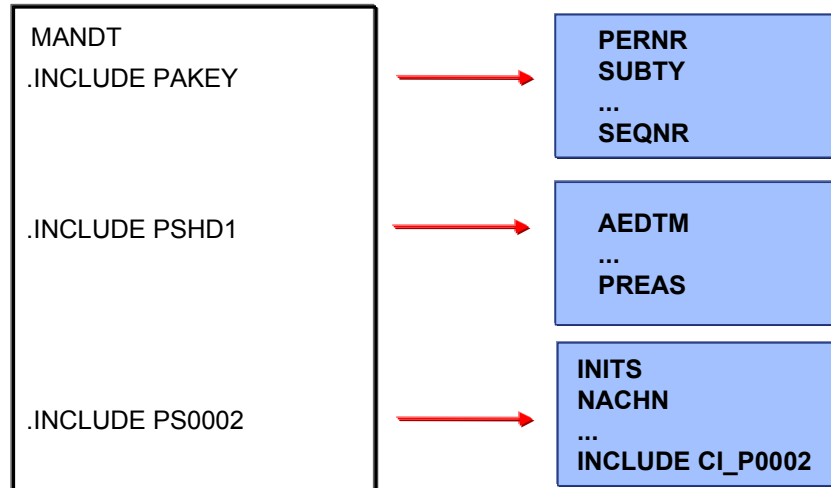 MANDT
.INCLUDE PAKEY
PERNR
SUBTY
...
SEQNR
.INCLUDE PSHD1
AEDTM
...
PREAS
.INCLUDE PS0002
INITS
NACHN
...
INCLUDE CI_P0002